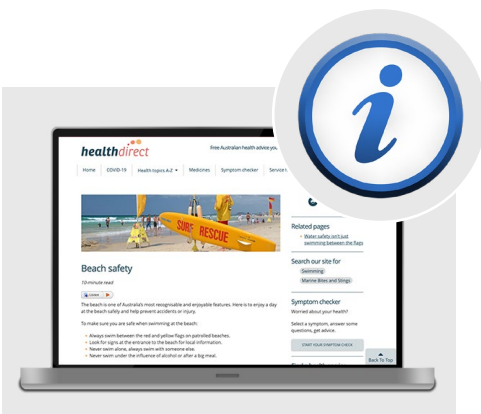 healthdirect
Free Australian health advice you
Home COVID-19 Health topics A-Z Medicines Symptom checker Service
SURF RESCUE
Beach safety
10-minute read
Listen
The beach is one of Australia's most recognisable and enjoyable features. Here is to enjoy a day
at the beach safely and help prevent accidents or injury.
To make sure you are safe when swimming at the beach:
Always swim between the red and yellow flags on patrolled beaches.
Look for signs at the entrance to the beach for local information.
Never swim alone, always swim with someone else.
Never swim under the influence of alcohol or after a big meal.
Related pages
Water safety isn't just
swimming between the flags
Search our site for
Swimming
Marine Bites and Stings
Symptom checker
Worried about your health?
Select a symptom, answer some
questions, get advice.
START YOUR SYMPTOM CHECK
Back To Top
i